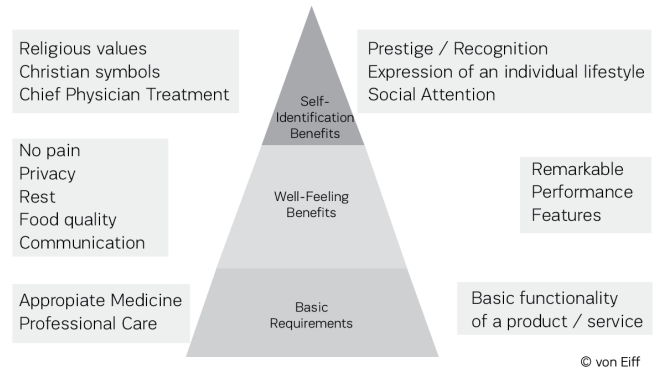 Religious values
Christian symbols
Chief Physician Treatment
Self-
Identification
Benefits
Prestige / Recognition
Expression of an individual lifestyle
Social Attention
No pain
Privacy
Rest
Food quality
Communication
Well-Feeling
Benefits
Remarkable
Performance
Features
Appropiate Medicine
Professional Care
Basic
Requirements
Basic functionality
of a product / service
© von Eiff